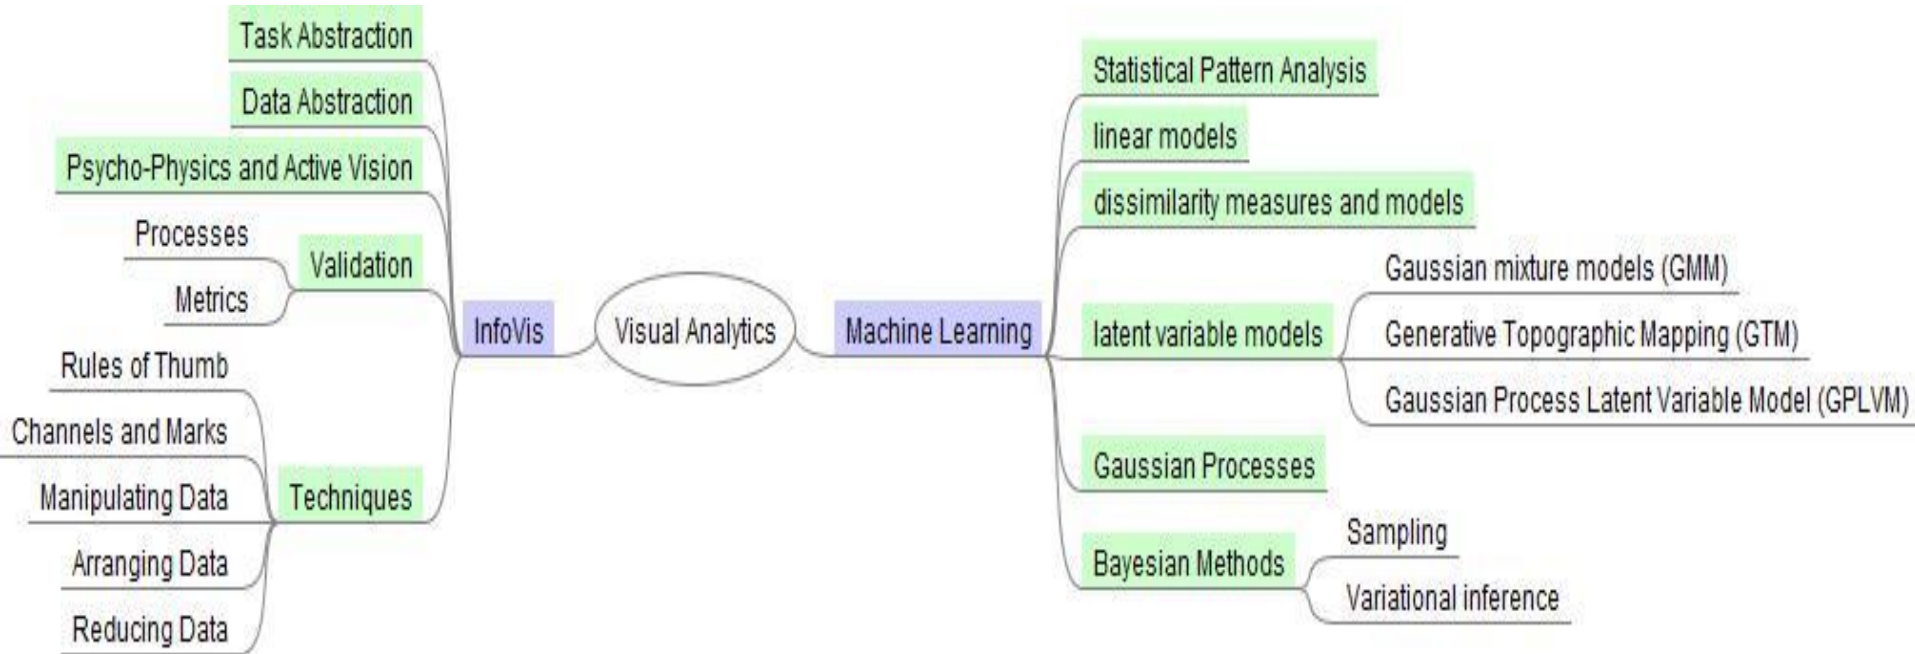 Task Abstraction
Data Abstraction
Psycho-Physics and Active Vision
Processes
Validation
Metrics
Rules of Thumb
Channels and Marks
Manipulating Data
Techniques
Arranging Data
Reducing Data
InfoVis
Visual Analytics
Machine Learning
Statistical Pattern Analysis
linear models
dissimilarity measures and models
latent variable models
Gaussian mixture models (GMM)
Generative Topographic Mapping (GTM)
Gaussian Process Latent Variable Model (GPLVM)
Gaussian Processes
Bayesian Methods
Sampling
Variational inference